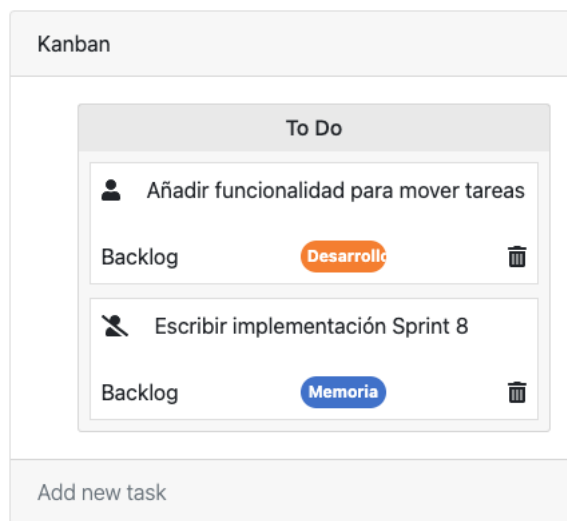 Kanban
To Do
Añadir funcionalidad para mover tareas
Backlog Desarrollo
Escribir implementación Sprint 8
Backlog Memoria
Add new task